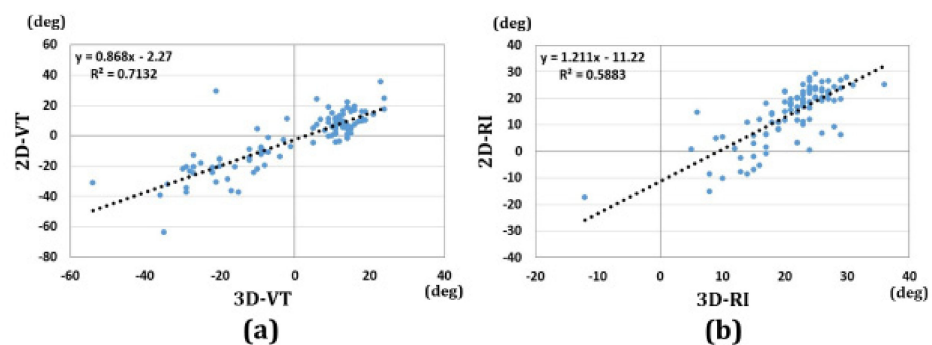 (deg)
60
40
20
0
-20
-40
-60
-80
2D-VT
y = 0.868x - 2.27
R² = 0.7132
-60 -40 -20 0 20 40
3D-VT
(deg)
(a)
(deg)
40
30
20
10
0
-10
-20
-30
-40
2D-RI
y = 1.211x - 11.22
R² = 0.5883
-20 -10 0 10 20 30 40
3D-RI
(deg)
(b)